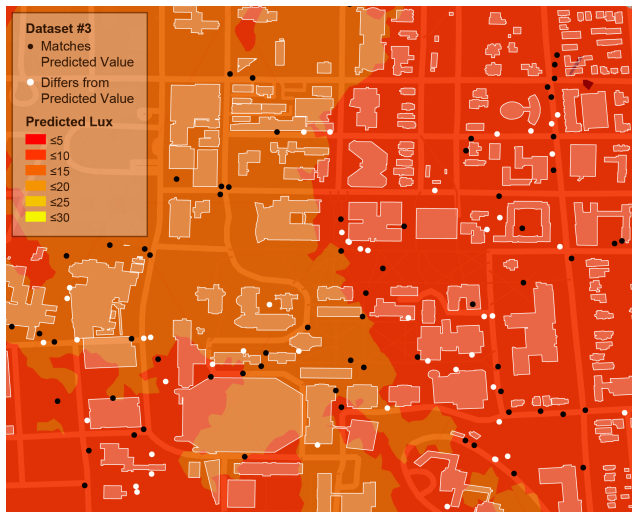 Dataset #3
Matches
Predicted Value
Differs from
Predicted Value
Predicted Lux
≤5
≤10
≤15
≤20
≤25
≤30